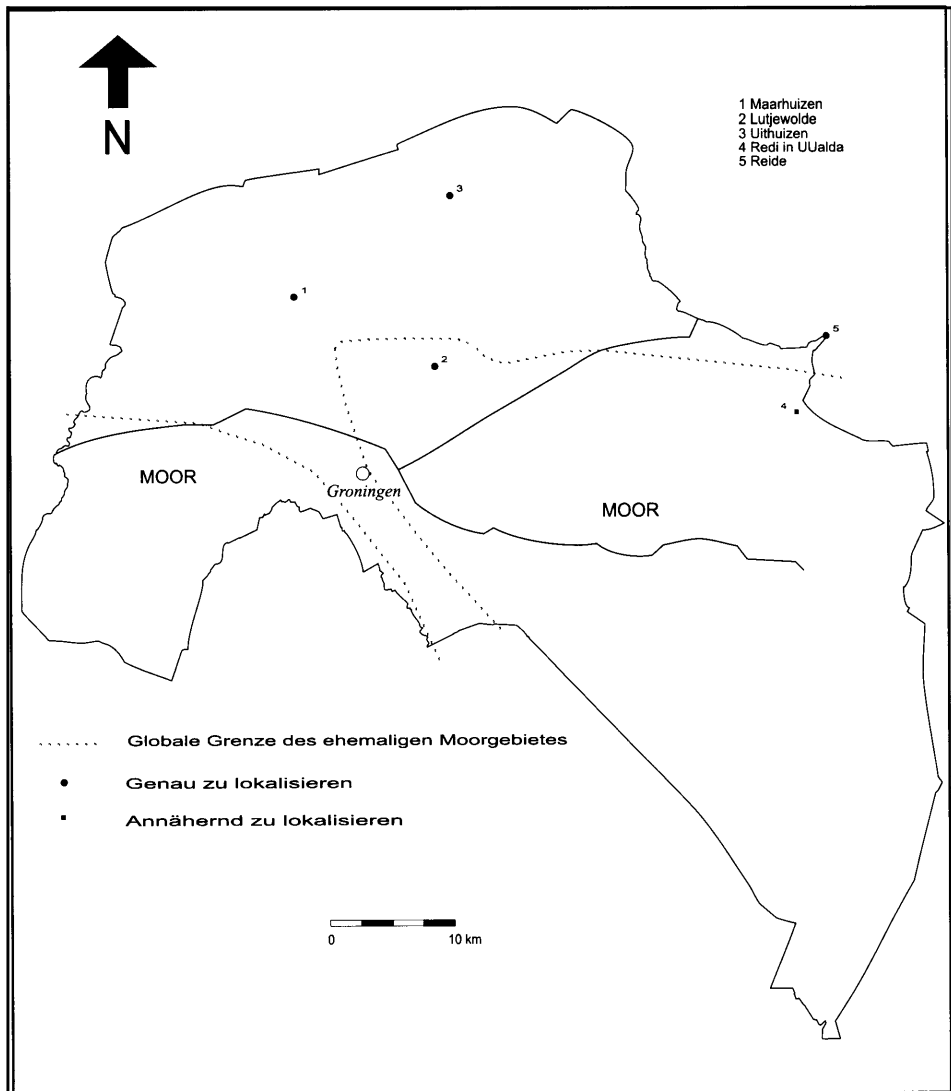 N
1 Maarhuizen
2 Lutjewolde
3 Uithuizen
4 Redi in UUalda
5 Reide
3
1
5
2
4
MOOR
Groningen
MOOR
Globale Grenze des ehemaligen Moorgebietes
Genau zu lokalisieren
Annähernd zu lokalisieren
0 10 km